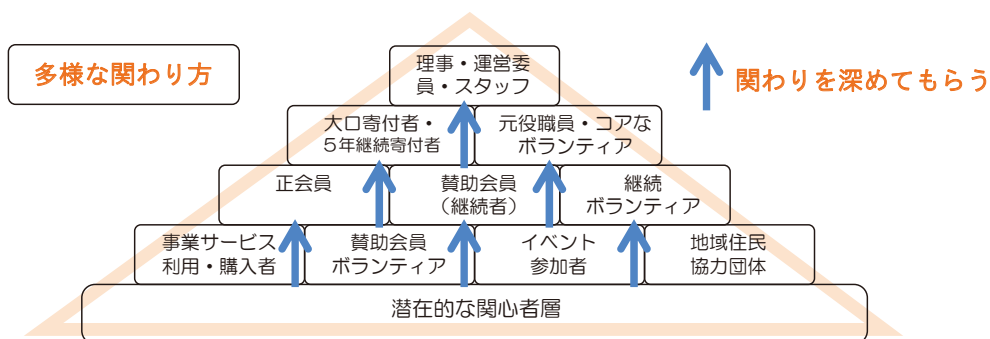 多様な関わり方
関わりを深めてもらう
理事・運営委
員・スタッフ
大口寄付者・
5年継続寄付者
元役職員・コアな
ボランティア
正会員
賛助会員
（継続者）
継続
ボランティア
事業サービス
利用・購入者
賛助会員
ボランティア
イベント
参加者
地域住民
協力団体
潜在的な関心者層